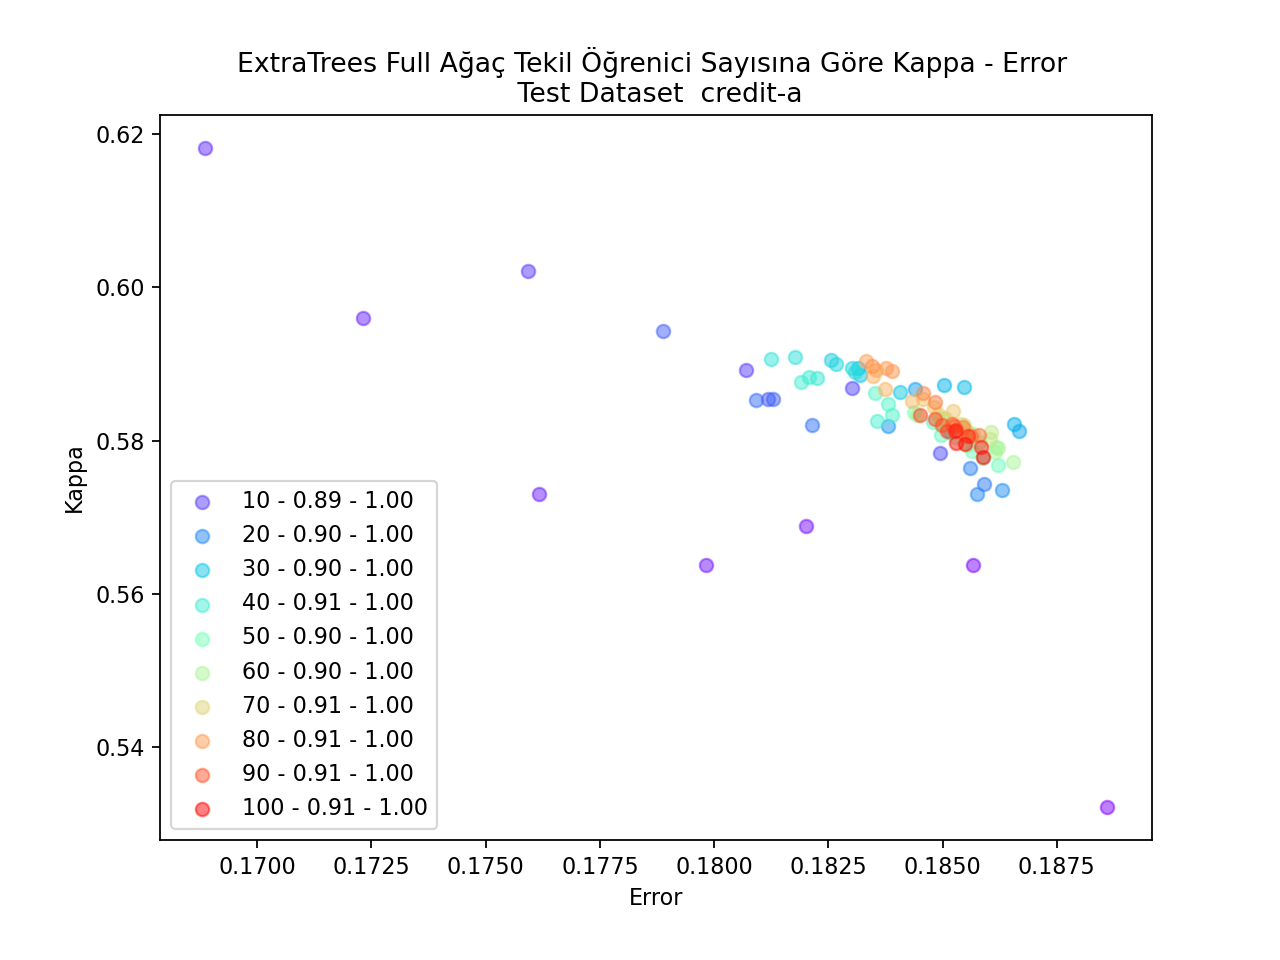 ExtraTrees Full Ağaç Tekil Öğrenici Sayısına Göre Kappa - Error
Test Dataset  credit-a
0.62
0.60
0.58
0.56
0.54
Kappa
10 - 0.89 - 1.00
20 - 0.90 - 1.00
30 - 0.90 - 1.00
40 - 0.91 - 1.00
50 - 0.90 - 1.00
60 - 0.90 - 1.00
70 - 0.91 - 1.00
80 - 0.91 - 1.00
90 - 0.91 - 1.00
100 - 0.91 - 1.00
0.1700 0.1725 0.1750 0.1775 0.1800 0.1825 0.1850 0.1875
Error